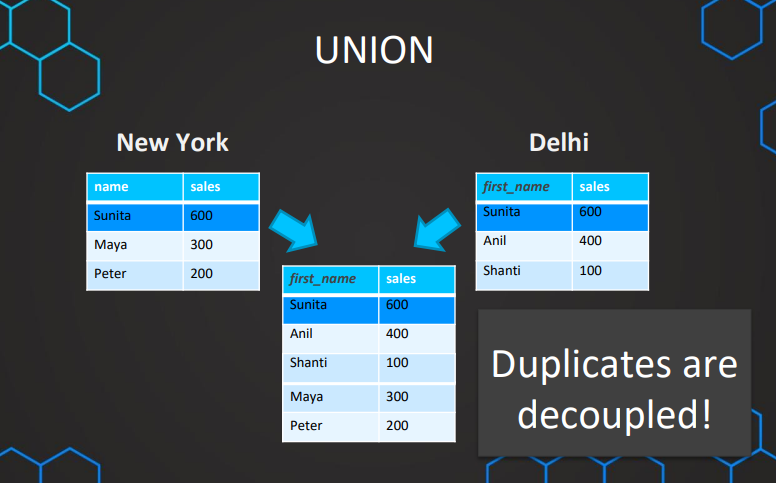 UNION
New York
name sales
Sunita 600
Maya 300
Peter 200
Delhi
first_name sales
Sunita 600
Anil 400
Shanti 100
first_name sales
Sunita 600
Anil 400
Shanti 100
Maya 300
Peter 200
Duplicates are
decoupled!